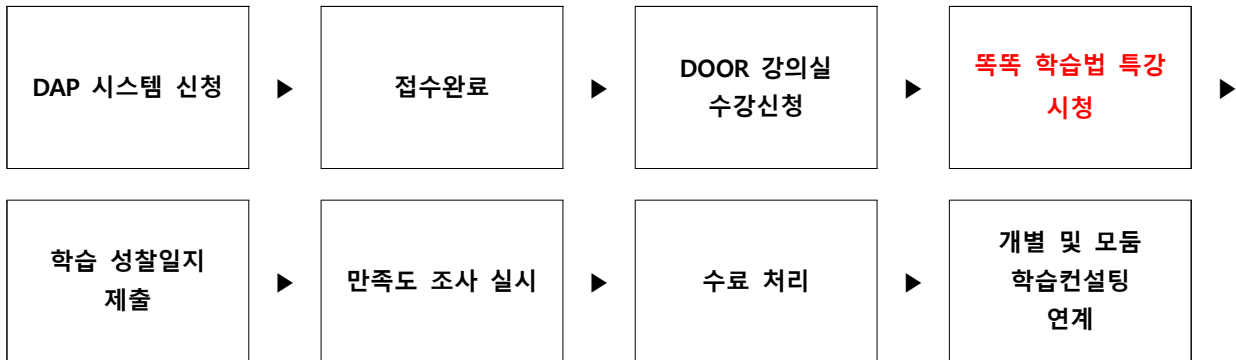 DAP 시스템 신청
▶
접수완료
▶
DOOR 강의실
수강신청
▶
똑똑 학습법 특강
시청
▶
학습 성찰일지
제출
▶
만족도 조사 실시
▶
수료 처리
▶
개별 및 모둠
학습컨설팅
연계